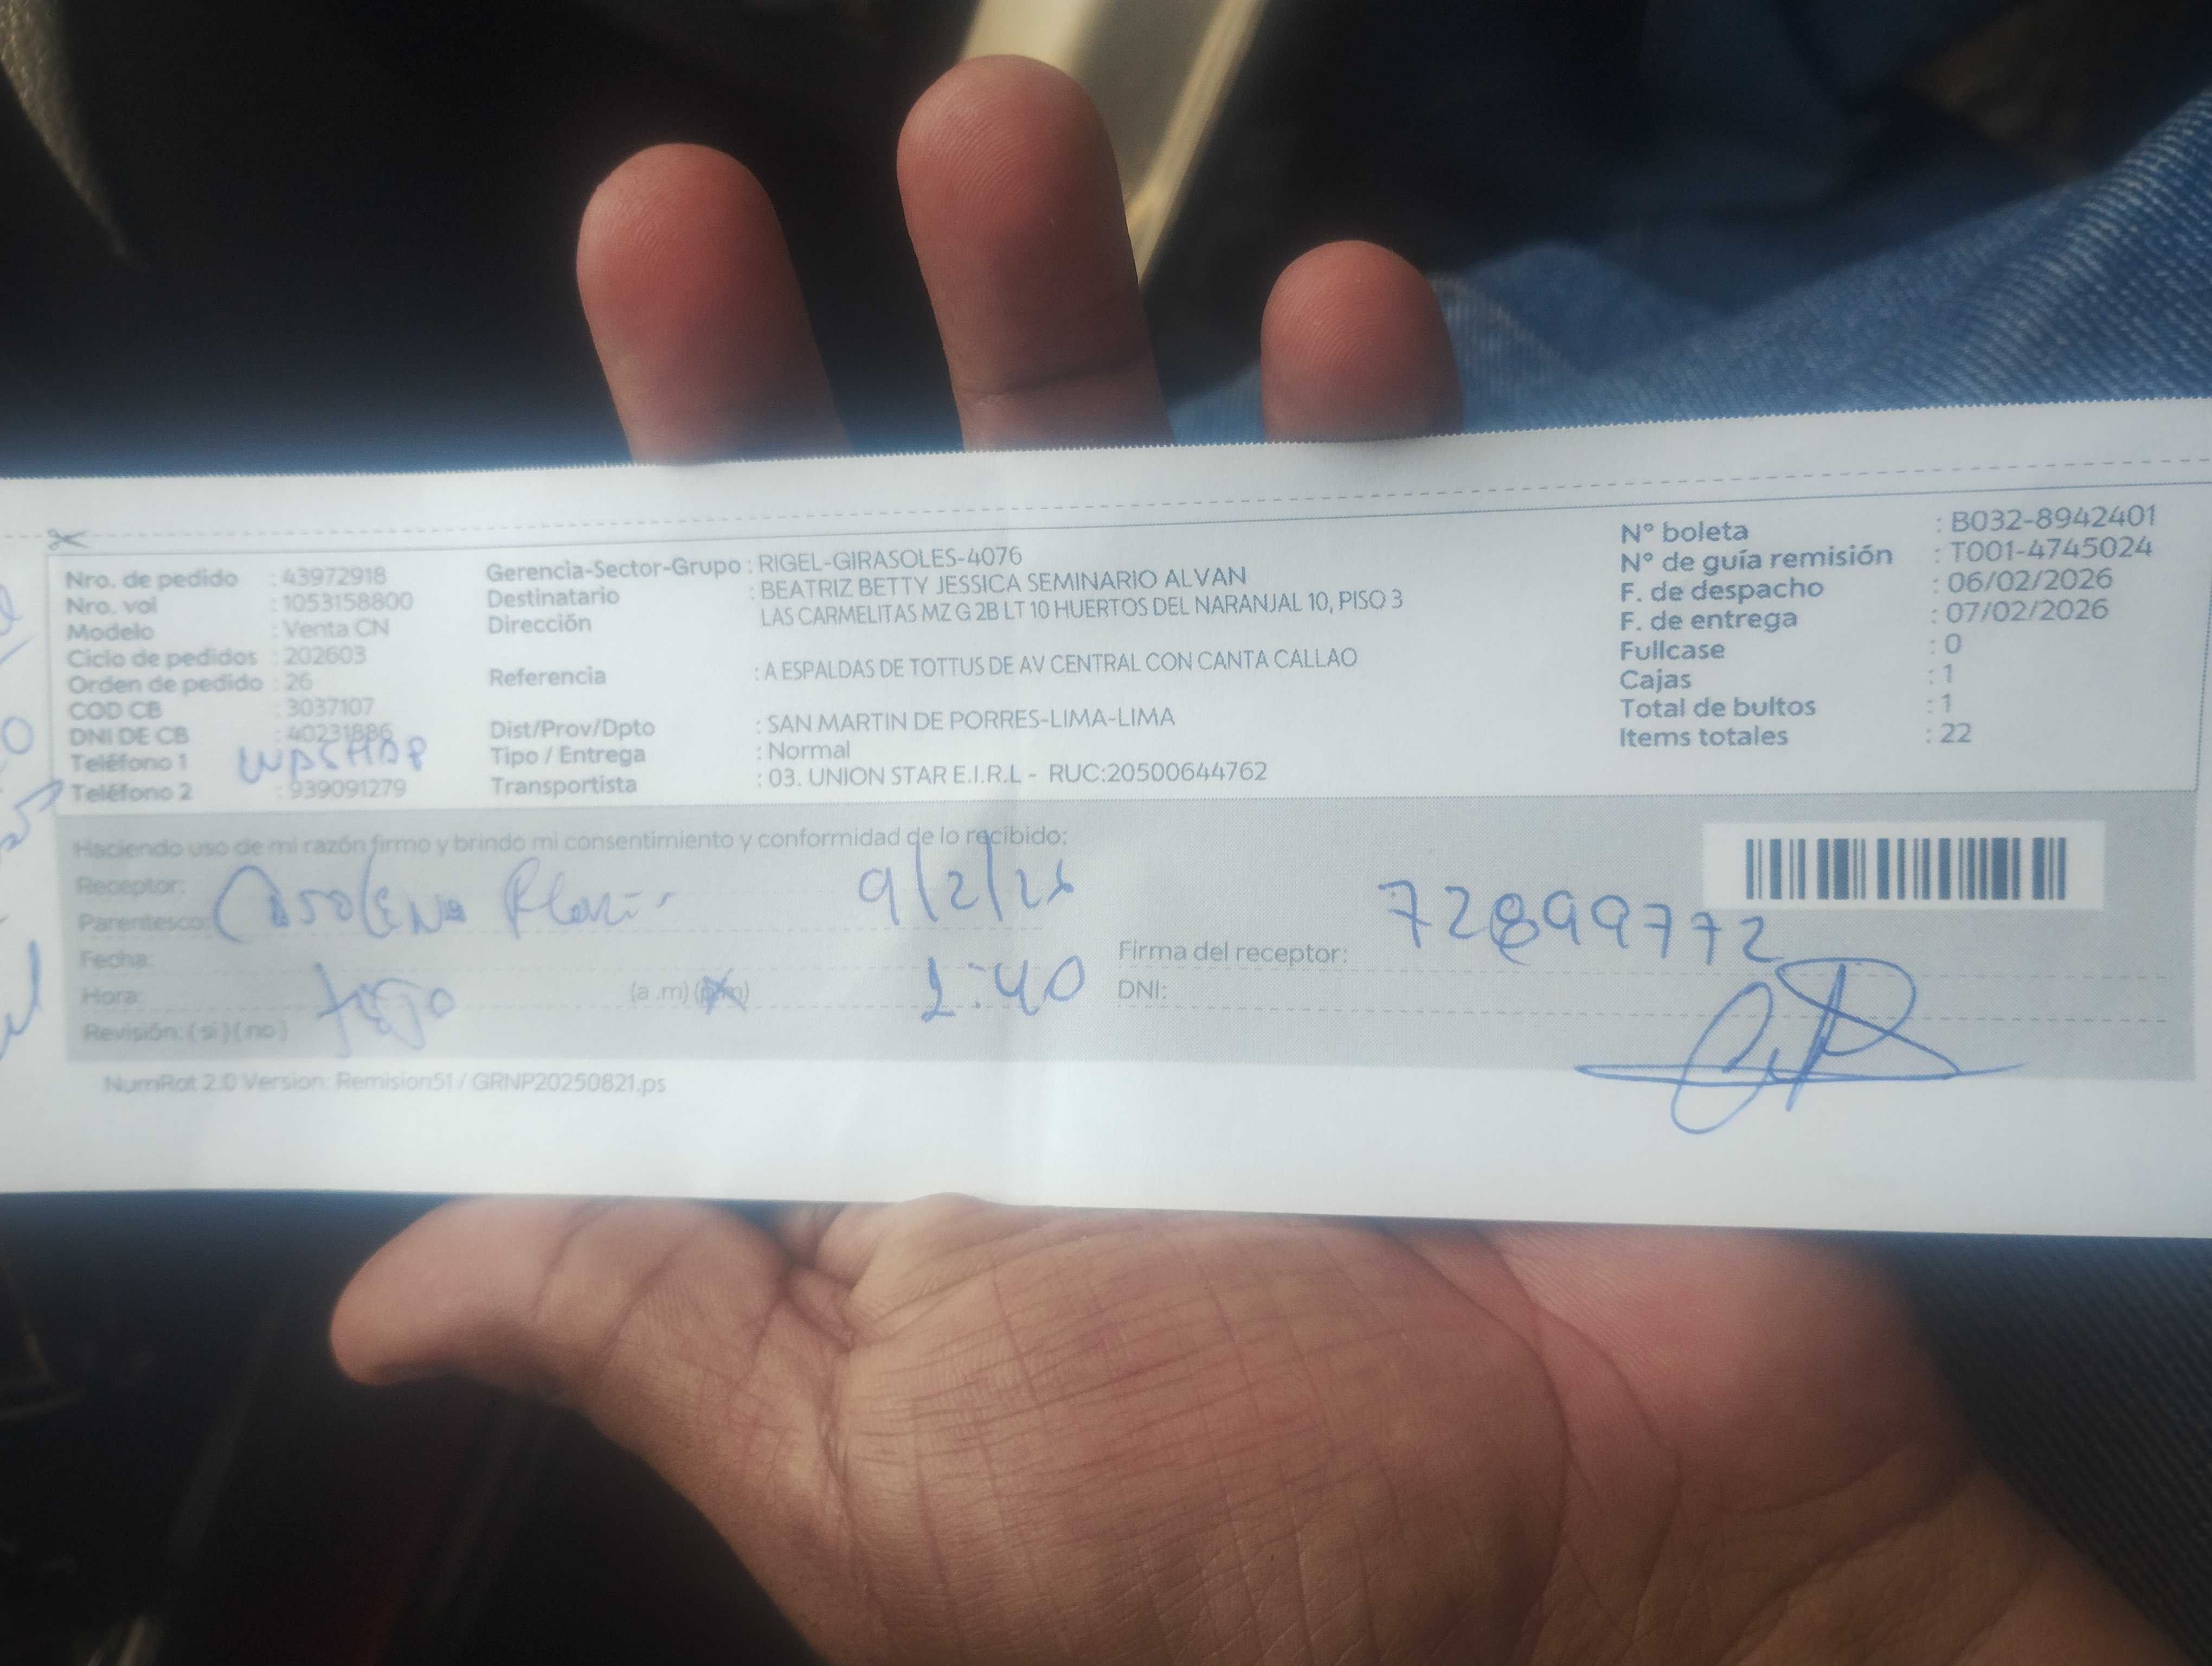 Nro. de pedido : 43972918
Nro. vol : 1053158800
Modelo : Venta CN
Ciclo de pedidos : 202603
Orden de pedido : 26
COD CB : 3037107
DNI DE CB : 40231886
Teléfono 1
Teléfono 2 : 939091279
Gerencia-Sector-Grupo : RIGEL-GIRASOLES-4076
Destinatario : BEATRIZ BETTY JESSICA SEMINARIO ALVAN
Dirección LAS CARMELITAS MZ G 2B LT 10 HUERTOS DEL NARANJAL 10, PISO 3
Referencia : A ESPALDAS DE TOTTUS DE AV CENTRAL CON CANTA CALLAO
Dist/Prov/Dpto : SAN MARTIN DE PORRES-LIMA-LIMA
Tipo / Entrega : Normal
Transportista : 03. UNION STAR E.I.R.L - RUC:20500644762
Nº boleta : B032-8942401
Nº de guía remisión : T001-4745024
F. de despacho : 06/02/2026
F. de entrega : 07/02/2026
Fullcase : 0
Cajas : 1
Total de bultos : 1
Items totales : 22
Haciendo uso de mi razón firmo y brindo mi consentimiento y conformidad de lo recibido:
Receptor:
Parentesco:
9/2/26
Fecha:
Hora: (a .m) (p.m) 2:40
Revisión: ( si ) ( no )
72899772
Firma del receptor:
DNI:
NumRot 2.0 Version: Remision51 / GRNP20250821.ps